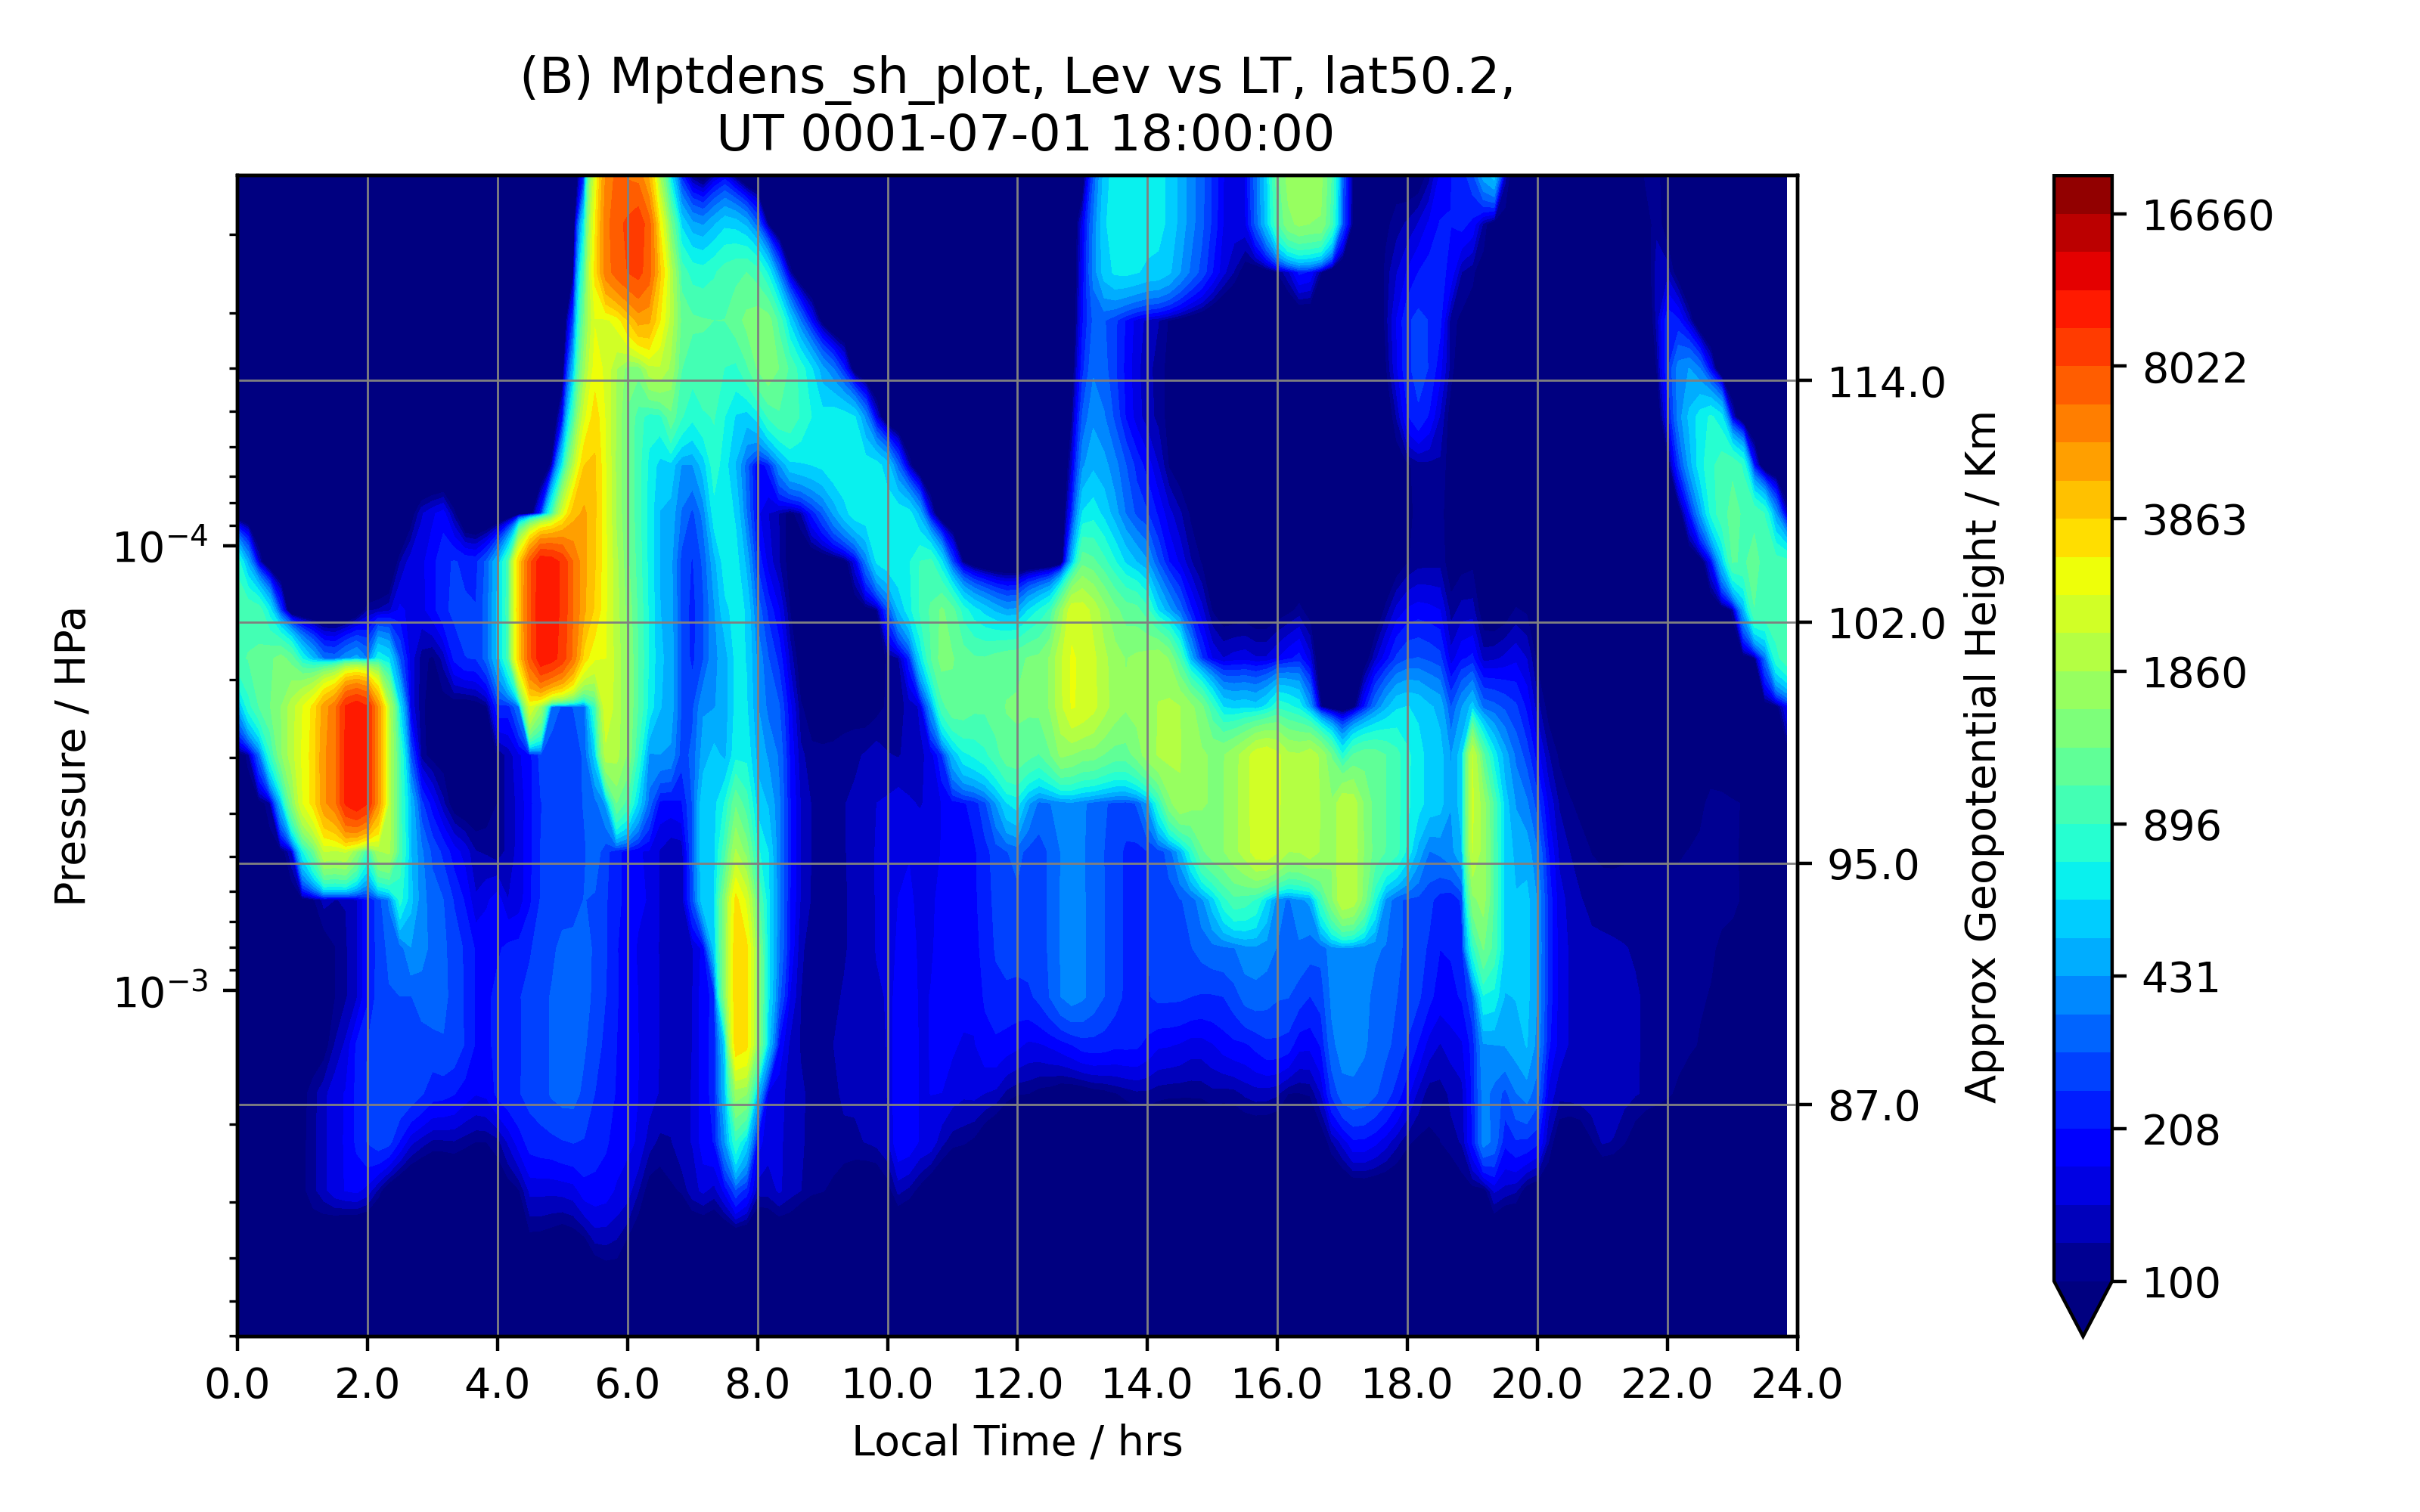 (B) Mptdens_sh_plot, Lev vs LT, lat50.2,
UT 0001-07-01 18:00:00
Pressure / HPa
10⁻⁴
10⁻³
0.0 2.0 4.0 6.0 8.0 10.0 12.0 14.0 16.0 18.0 20.0 22.0 24.0
Local Time / hrs
114.0
102.0
95.0
87.0
Approx Geopotential Height / Km
16660
8022
3863
1860
896
431
208
100